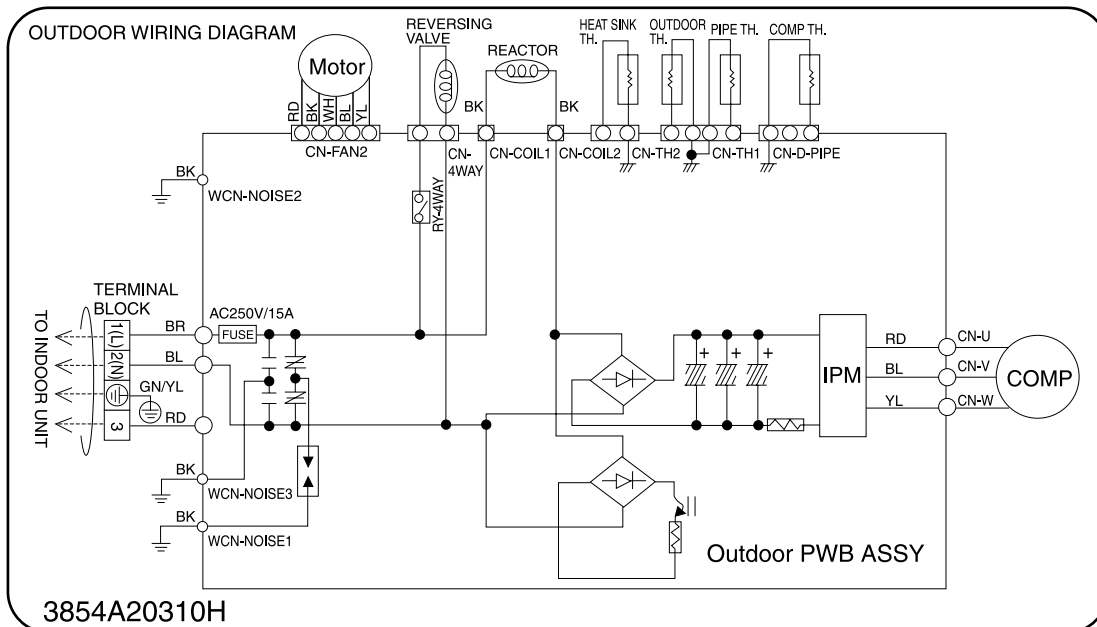 OUTDOOR WIRING DIAGRAM
REVERSING
VALVE
REACTOR
HEAT SINK
TH.
OUTDOOR
TH.
PIPE TH.
COMP TH.
Motor
RD
BK
WH
BL
YL
BK
BK
CN-FAN2
CN-
4WAY
CN-COIL1
CN-COIL2
CN-TH2
CN-TH1
CN-D-PIPE
BK
WCN-NOISE2
RY-4WAY
TERMINAL
BLOCK
AC250V/15A
FUSE
TO INDOOR UNIT
1(L)
2(N)
3
BR
BL
GN/YL
RD
BK
WCN-NOISE3
BK
WCN-NOISE1
+
+
+
IPM
RD
BL
YL
CN-U
CN-V
CN-W
COMP
Outdoor PWB ASSY
3854A20310H